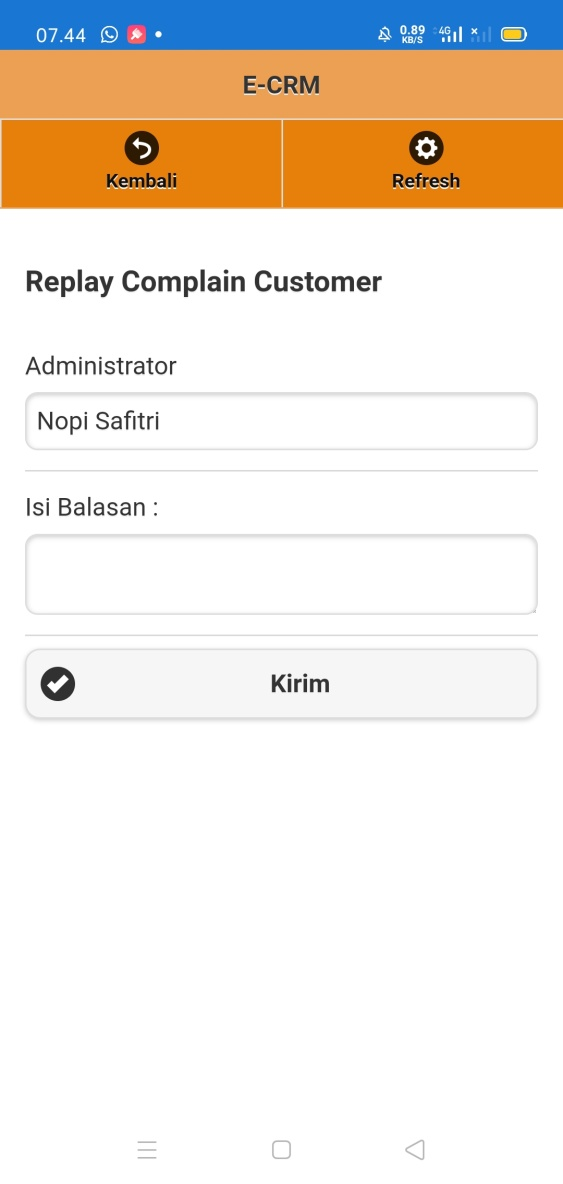 07.44
0.89 KB/S 4G
E-CRM
Kembali
Refresh
Replay Complain Customer
Administrator
Nopi Safitri
Isi Balasan :
Kirim